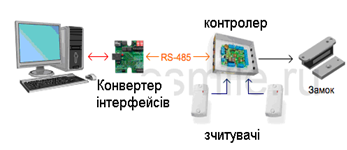 контролер
RS-485
Конвертер
інтерфейсів
Замок
зчитувачі